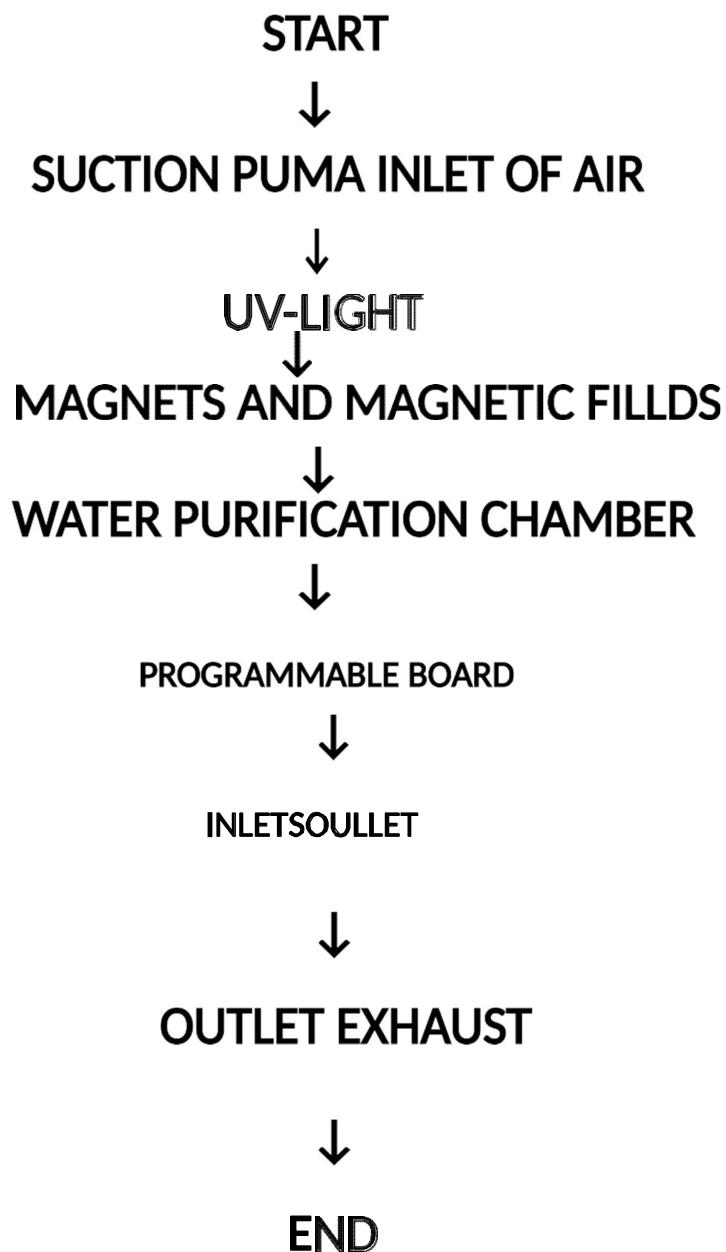 START
↓
SUCTION PUMA INLET OF AIR
↓
UV-LIGHT
↓
MAGNETS AND MAGNETIC FILLDS
↓
WATER PURIFICATION CHAMBER
↓
PROGRAMMABLE BOARD
↓
INLETSOULLET
↓
OUTLET EXHAUST
↓
END